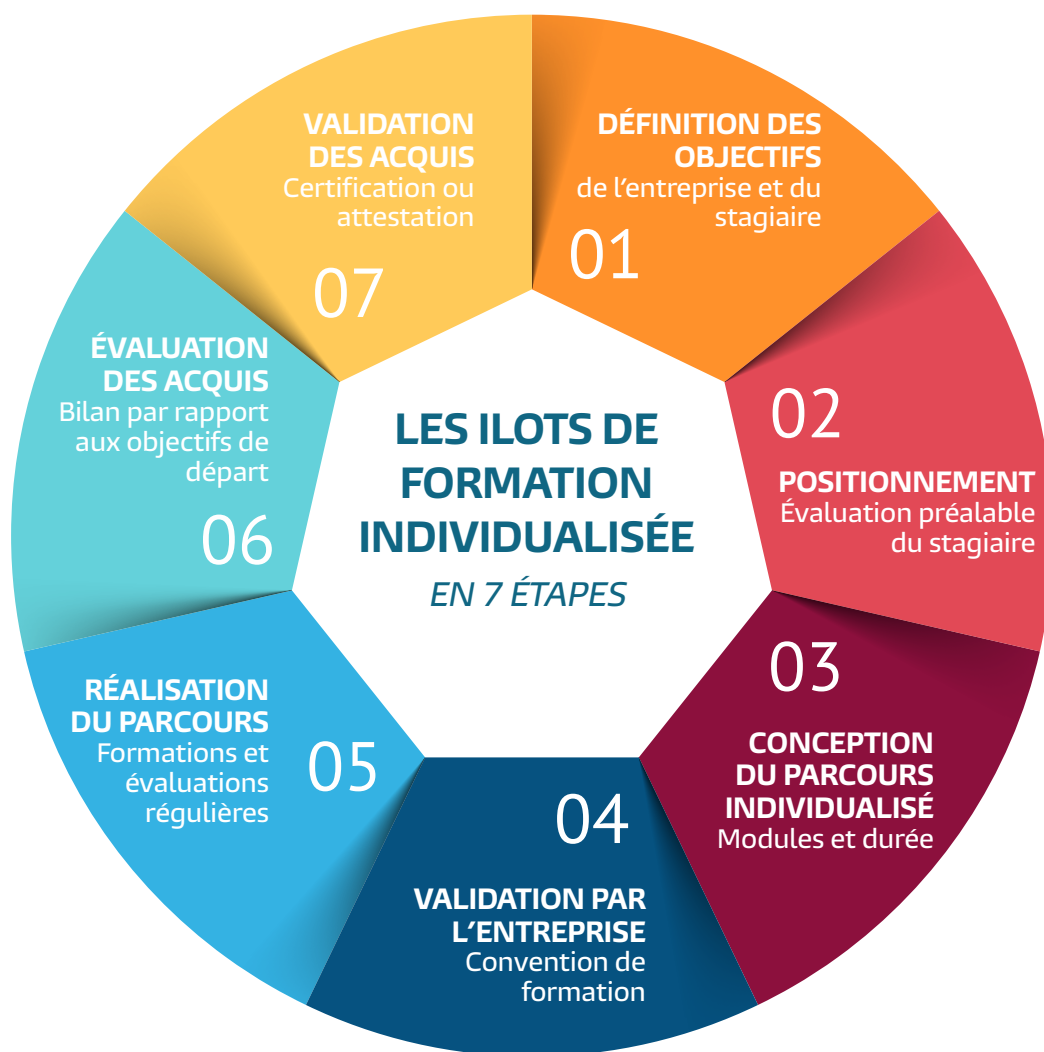 LES ILOTS DE
FORMATION
INDIVIDUALISÉE
EN 7 ÉTAPES
DÉFINITION DES
OBJECTIFS
de l'entreprise et du
stagiaire
01
02
POSITIONNEMENT
Évaluation préalable
du stagiaire
03
CONCEPTION
DU PARCOURS
INDIVIDUALISÉ
Modules et durée
04
VALIDATION PAR
L'ENTREPRISE
Convention de
formation
RÉALISATION
DU PARCOURS
Formations et
évaluations
régulières
05
ÉVALUATION
DES ACQUIS
Bilan par rapport
aux objectifs de
départ
06
VALIDATION
DES ACQUIS
Certification ou
attestation
07